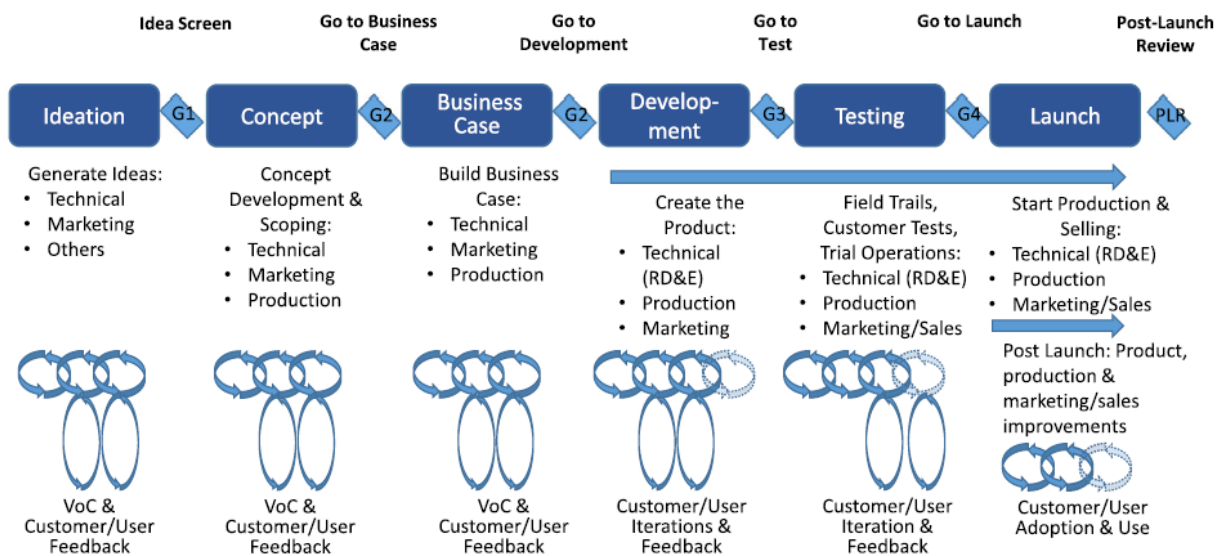 Idea Screen
Go to Business
Case
Go to
Development
Go to
Test
Go to Launch
Post-Launch
Review
Ideation
G1
Concept
G2
Business
Case
G2
Develop-
ment
G3
Testing
G4
Launch
PLR
Generate Ideas:
• Technical
• Marketing
• Others
Concept
Development &
Scoping:
• Technical
• Marketing
• Production
Build Business
Case:
• Technical
• Marketing
• Production
Create the
Product:
• Technical
(RD&E)
• Production
• Marketing
Field Trails,
Customer Tests,
Trial Operations:
• Technical (RD&E)
• Production
• Marketing/Sales
Start Production &
Selling:
• Technical (RD&E)
• Production
• Marketing/Sales
Post Launch: Product,
production &
marketing/sales
improvements
VoC &
Customer/User
Feedback
VoC &
Customer/User
Feedback
VoC &
Customer/User
Feedback
Customer/User
Iterations &
Feedback
Customer/User
Iteration &
Feedback
Customer/User
Adoption & Use